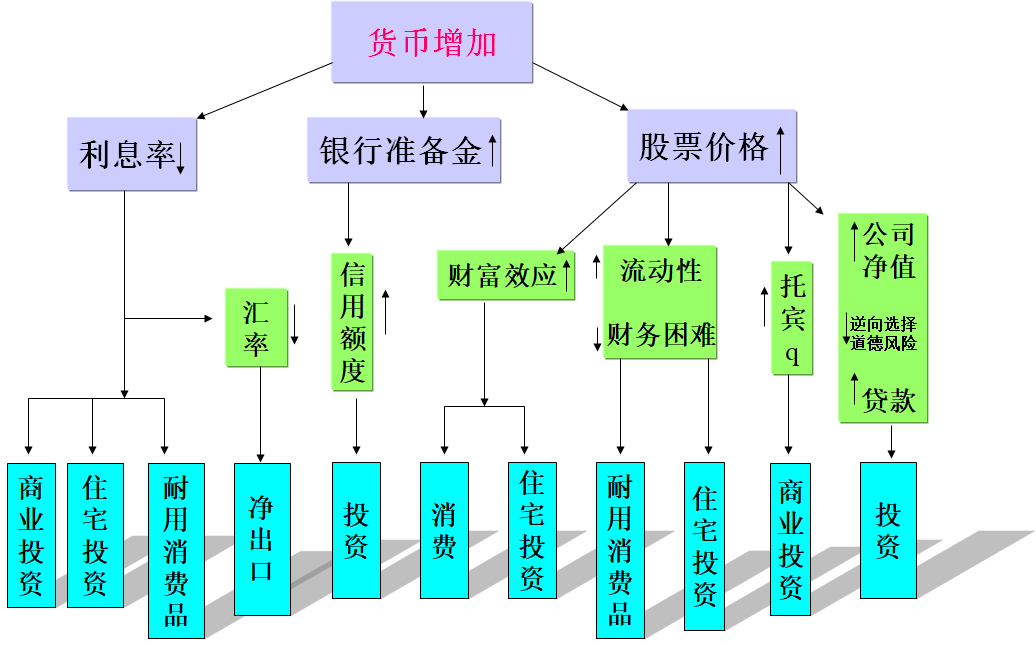 货币增加
利息率↓
银行准备金↑
股票价格↑
↑公司
净值
↓逆向选择
道德风险
↑贷款
财富效应↑
↑流动性
↓财务困难
↑托宾q
信用额度↑
汇率↓
商业投资
住宅投资
耐用消费品
净出口
投资
消费
住宅投资
耐用消费品
住宅投资
商业投资
投资